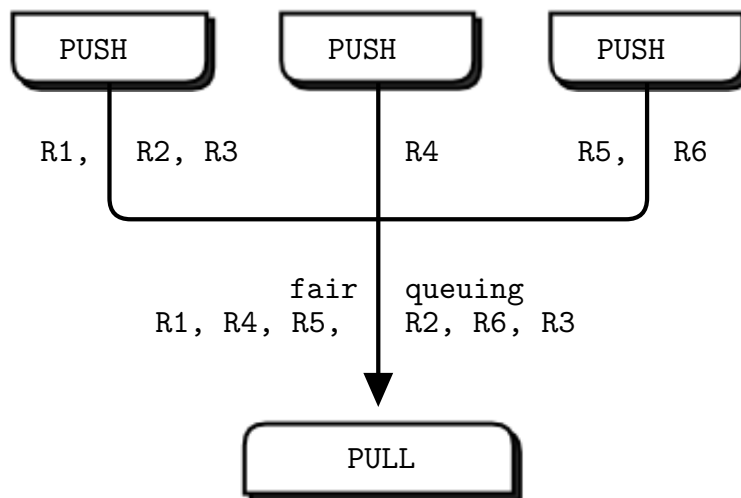 PUSH PUSH PUSH
R1, R2, R3 R4 R5, R6
fair queuing
R1, R4, R5, R2, R6, R3
PULL